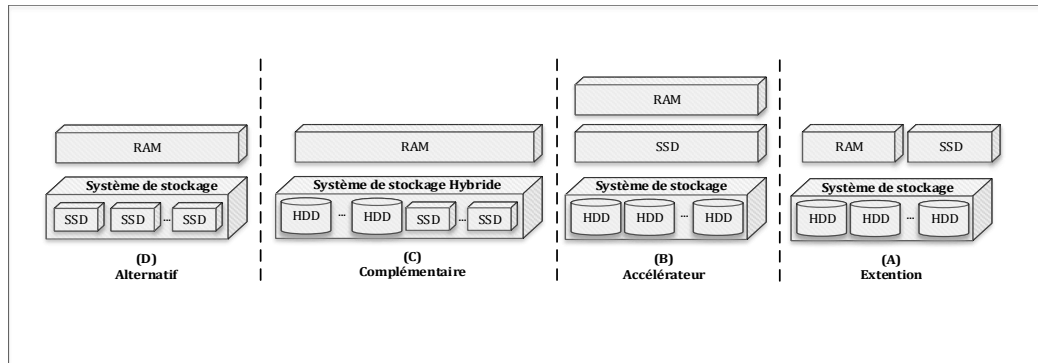 RAM
Système de stockage
SSD SSD ... SSD
(D)
Alternatif
RAM
Système de stockage Hybride
HDD ... HDD SSD ... SSD
(C)
Complémentaire
RAM
SSD
Système de stockage
HDD HDD ... HDD
(B)
Accélérateur
RAM SSD
Système de stockage
HDD HDD ... HDD
(A)
Extention